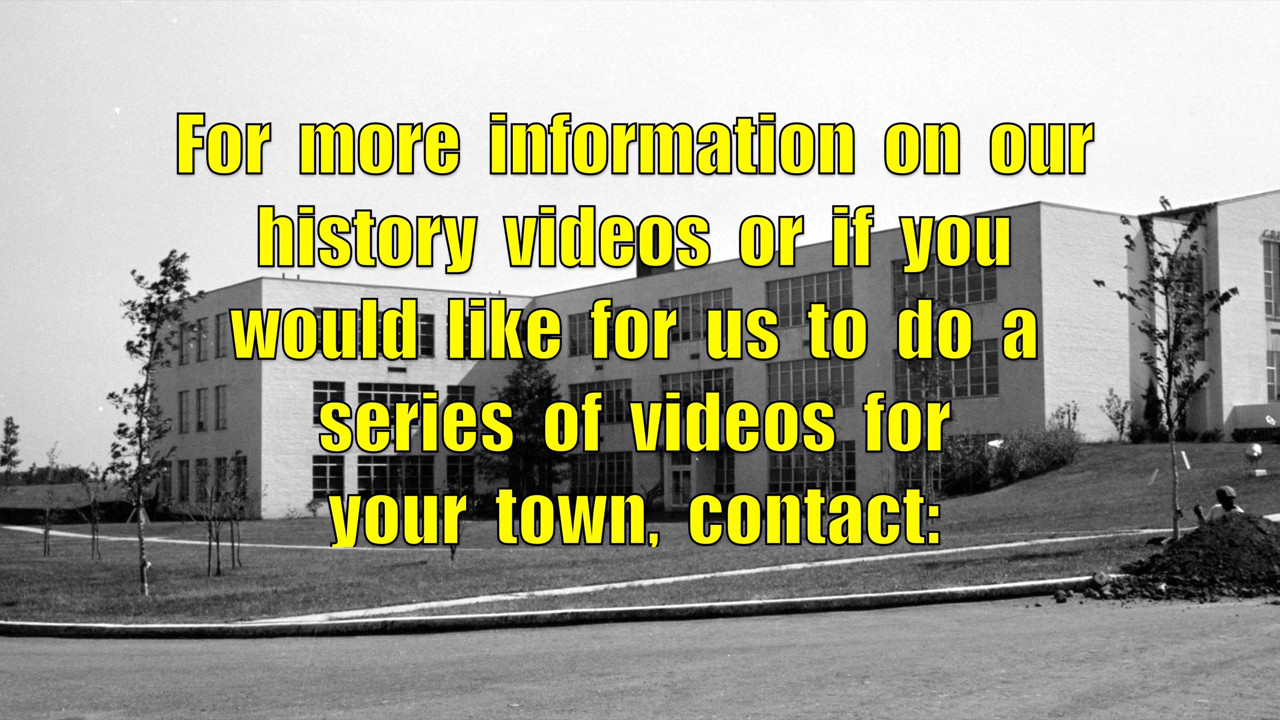 For more information on our
history videos or if you
would like for us to do a
series of videos for
your town, contact: